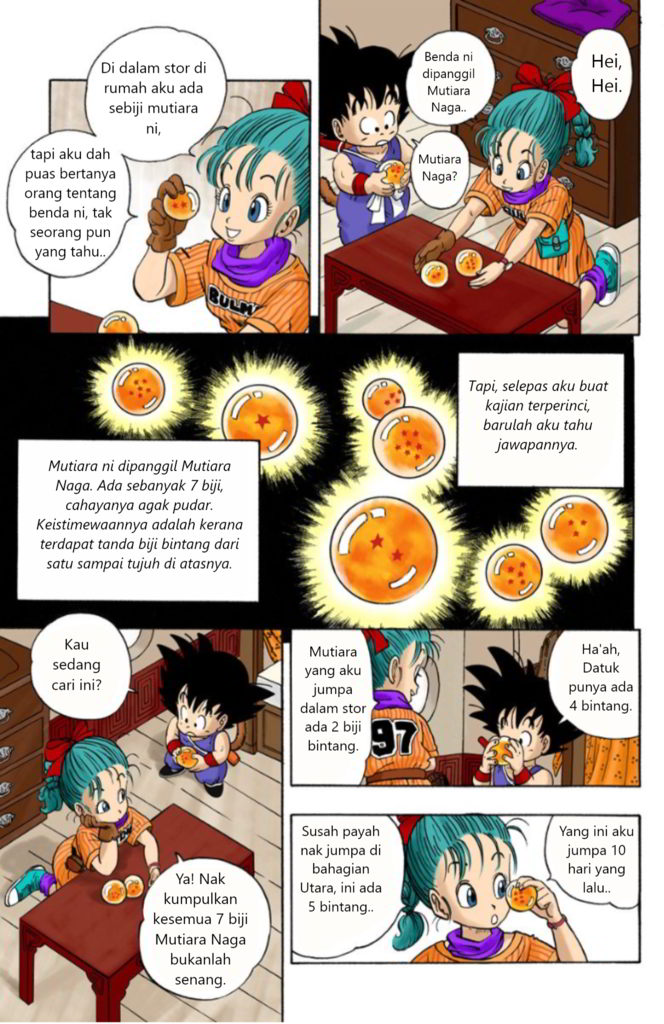 Di dalam stor di
rumah aku ada
sebiji mutiara
ni,
tapi aku dah
puas bertanya
orang tentang
benda ni, tak
seorang pun
yang tahu..
BULM
Benda ni
dipanggil
Mutiara
Naga..
Hei,
Hei.
Mutiara
Naga?
Tapi, selepas aku buat
kajian terperinci,
barulah aku tahu
jawapannya.
Mutiara ni dipanggil Mutiara
Naga. Ada sebanyak 7 biji,
cahayanya agak pudar.
Keistimewaannya adalah kerana
terdapat tanda biji bintang dari
satu sampai tujuh di atasnya.
Kau
sedang
cari ini?
Ya! Nak
kumpulkan
kesemua 7 biji
Mutiara Naga
bukanlah
senang.
Mutiara
yang aku
jumpa
dalam stor
ada 2 biji
bintang.
97
Ha'ah,
Datuk
punya ada
4 bintang.
Susah payah
nak jumpa di
bahagian
Utara, ini ada
5 bintang..
Yang ini aku
jumpa 10
hari yang
lalu..